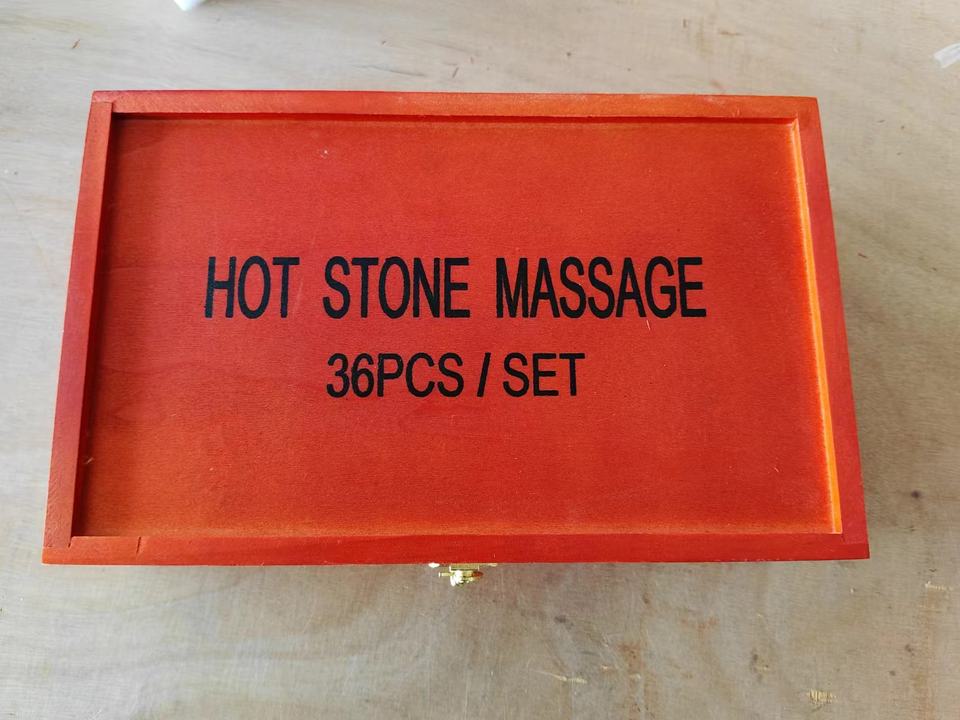 HOT STONE MASSAGE
36PCS / SET